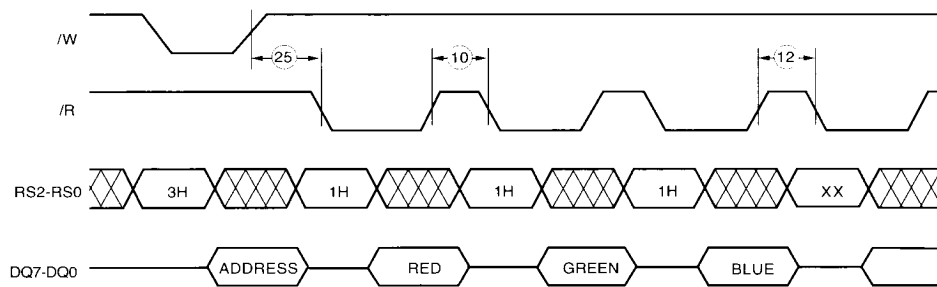 /W
25 10 12
/R
RS2-RS0 3H 1H 1H 1H XX
DQ7-DQ0 ADDRESS RED GREEN BLUE